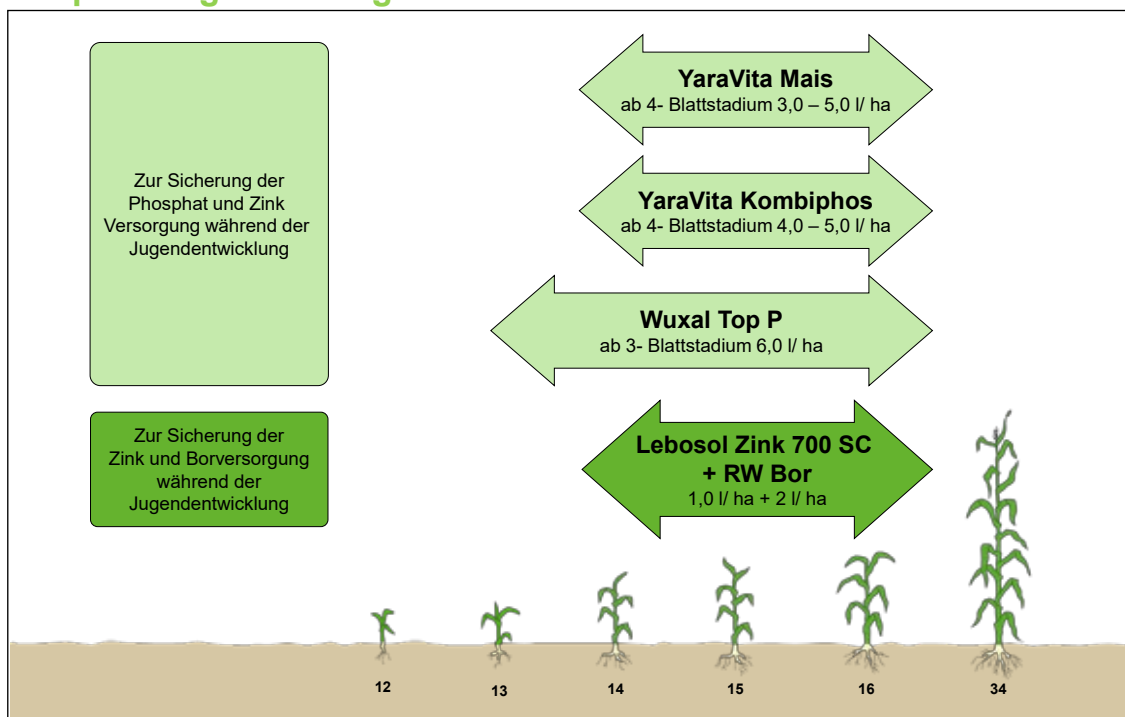 Zur Sicherung der
Phosphat und Zink
Versorgung während der
Jugendentwicklung
YaraVita Mais
ab 4- Blattstadium 3,0 – 5,0 l/ ha
YaraVita Kombiphos
ab 4- Blattstadium 4,0 – 5,0 l/ ha
Wuxal Top P
ab 3- Blattstadium 6,0 l/ ha
Zur Sicherung der
Zink und Borversorgung
während der
Jugendentwicklung
Lebosol Zink 700 SC
+ RW Bor
1,0 l/ ha + 2 l/ ha
12 13 14 15 16 34